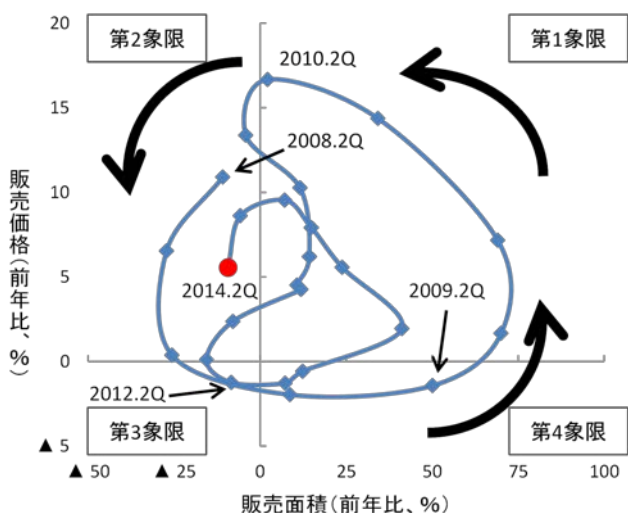 20
第2象限
2010.2Q
第1象限
15
2008.2Q
10
販売価格(前年比、%)
5
2014.2Q
2009.2Q
0
2012.2Q
第3象限
第4象限
▲ 5
▲ 50
▲ 25
0
25
50
75
100
販売面積(前年比、%)